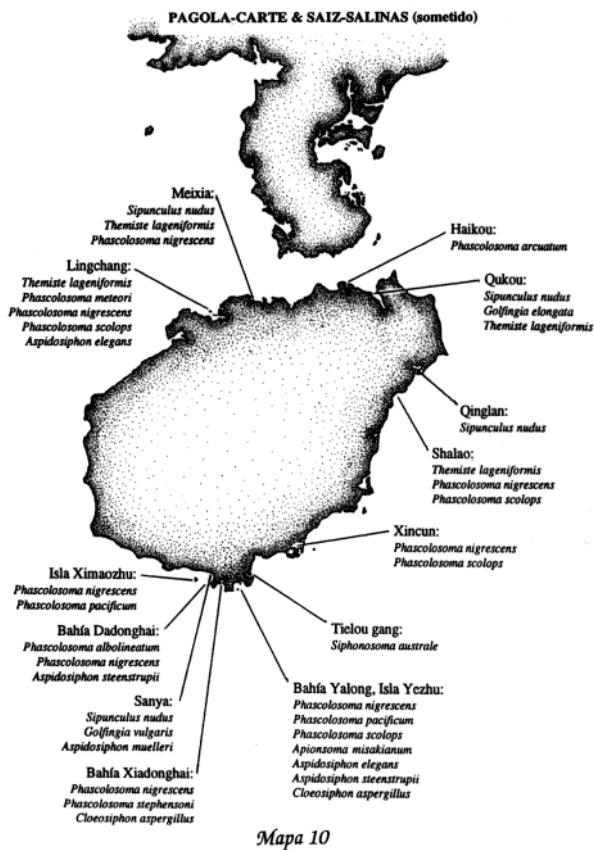 PAGOLA-CARTE & SAIZ-SALINAS (sometido)
Meixia:
Sipunculus nudus
Themiste lageniformis
Phascolosoma nigrescens
Lingchang:
Themiste lageniformis
Phascolosoma meteori
Phascolosoma nigrescens
Phascolosoma scolops
Aspidosiphon elegans
Haikou:
Phascolosoma arcuatum
Qukou:
Sipunculus nudus
Golfingia elongata
Themiste lageniformis
Qinglan:
Sipunculus nudus
Shalao:
Themiste lageniformis
Phascolosoma nigrescens
Phascolosoma scolops
Xincun:
Phascolosoma nigrescens
Phascolosoma scolops
Isla Ximaozhu:
Phascolosoma nigrescens
Phascolosoma pacificum
Bahía Dadonghai:
Phascolosoma albolineatum
Phascolosoma nigrescens
Aspidosiphon steenstrupii
Sanya:
Sipunculus nudus
Golfingia vulgaris
Aspidosiphon muelleri
Bahía Xiadonghai:
Phascolosoma nigrescens
Phascolosoma stephensoni
Cloeosiphon aspergillus
Tielou gang:
Siphonosoma australe
Bahía Yalong, Isla Yezhu:
Phascolosoma nigrescens
Phascolosoma pacificum
Phascolosoma scolops
Apionsoma misakianum
Aspidosiphon elegans
Aspidosiphon steenstrupii
Cloeosiphon aspergillus
Mapa 10